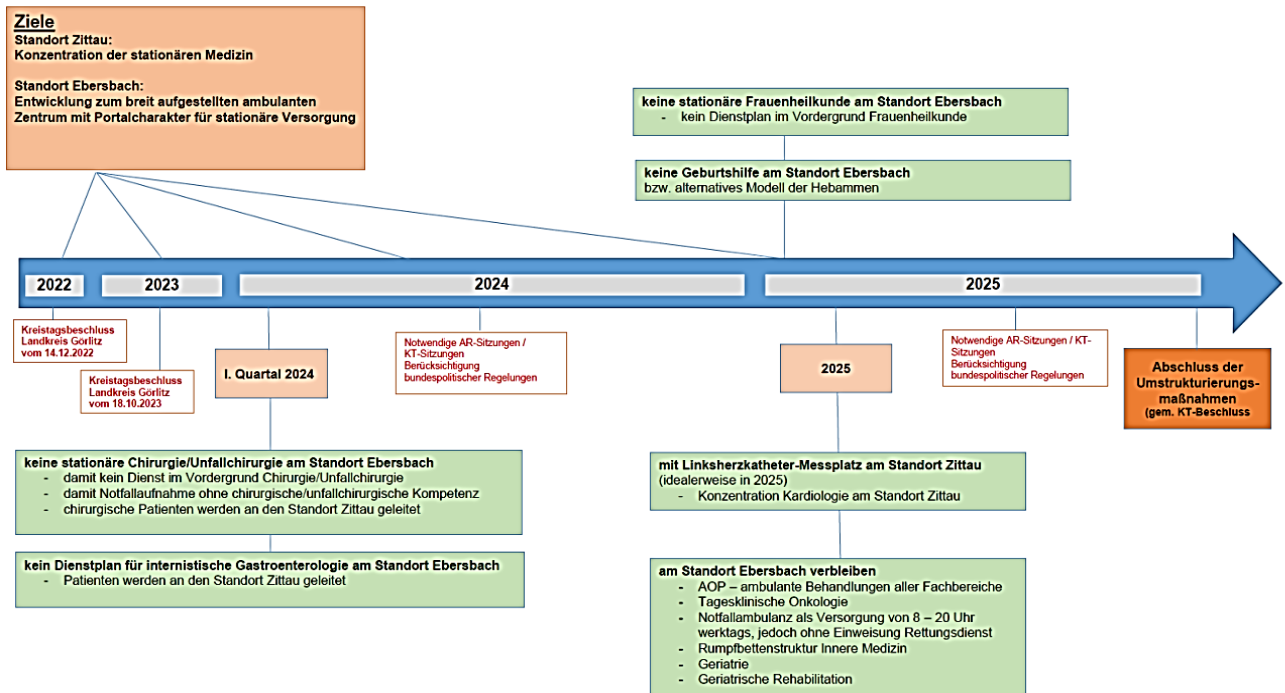 Ziele
Standort Zittau:
Konzentration der stationären Medizin
Standort Ebersbach:
Entwicklung zum breit aufgestellten ambulanten
Zentrum mit Portalcharakter für stationäre Versorgung
keine stationäre Frauenheilkunde am Standort Ebersbach
- kein Dienstplan im Vordergrund Frauenheilkunde
keine Geburtshilfe am Standort Ebersbach
bzw. alternatives Modell der Hebammen
2022
2023
2024
2025
Kreistagsbeschluss
Landkreis Görlitz
vom 14.12.2022
Kreistagsbeschluss
Landkreis Görlitz
vom 18.10.2023
I. Quartal 2024
Notwendige AR-Sitzungen /
KT-Sitzungen
Berücksichtigung
bundespolitischer Regelungen
2025
Notwendige AR-Sitzungen / KT-
Sitzungen
Berücksichtigung
bundespolitischer Regelungen
Abschluss der
Umstrukturierungs-
maßnahmen
(gem. KT-Beschluss
keine stationäre Chirurgie/Unfallchirurgie am Standort Ebersbach
- damit kein Dienst im Vordergrund Chirurgie/Unfallchirurgie
- damit Notfallaufnahme ohne chirurgische/unfallchirurgische Kompetenz
- chirurgische Patienten werden an den Standort Zittau geleitet
kein Dienstplan für internistische Gastroenterologie am Standort Ebersbach
- Patienten werden an den Standort Zittau geleitet
mit Linksherzkatheter-Messplatz am Standort Zittau
(idealerweise in 2025)
- Konzentration Kardiologie am Standort Zittau
am Standort Ebersbach verbleiben
- AOP – ambulante Behandlungen aller Fachbereiche
- Tagesklinische Onkologie
- Notfallambulanz als Versorgung von 8 – 20 Uhr
werktags, jedoch ohne Einweisung Rettungsdienst
- Rumpfbettenstruktur Innere Medizin
- Geriatrie
- Geriatrische Rehabilitation